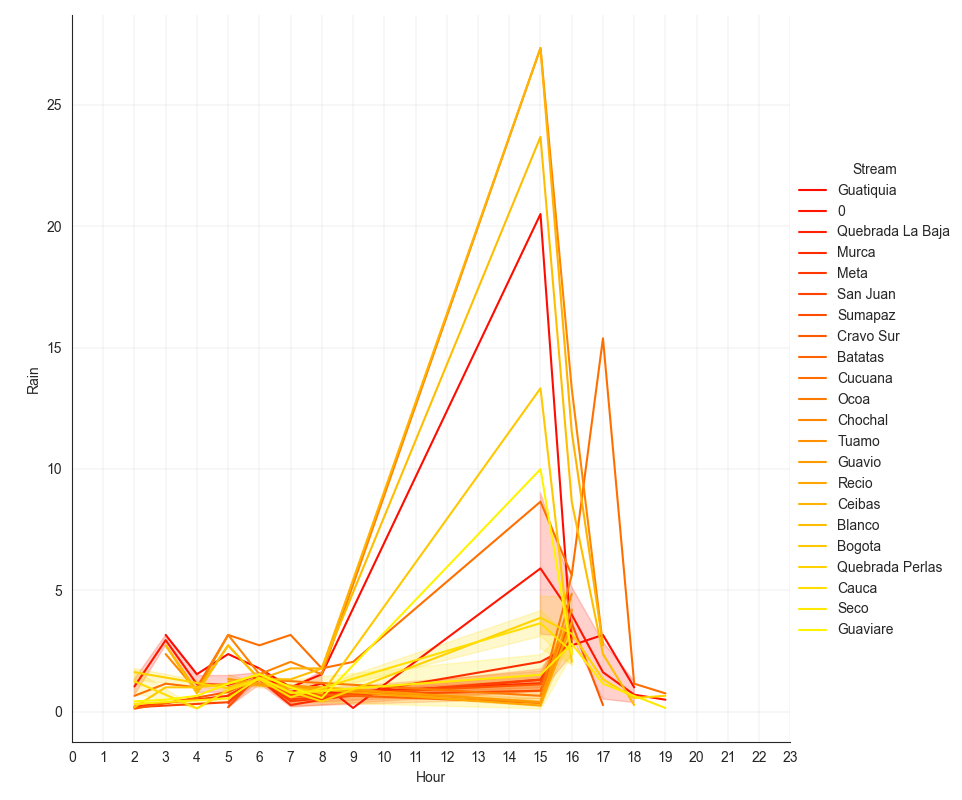 Rain
25
20
15
10
5
0
0 1 2 3 4 5 6 7 8 9 10 11 12 13 14 15 16 17 18 19 20 21 22 23
Hour
Stream
Guatiquia
0
Quebrada La Baja
Murca
Meta
San Juan
Sumapaz
Cravo Sur
Batatas
Cucuana
Ocoa
Chochal
Tuamo
Guavio
Recio
Ceibas
Blanco
Bogota
Quebrada Perlas
Cauca
Seco
Guaviare